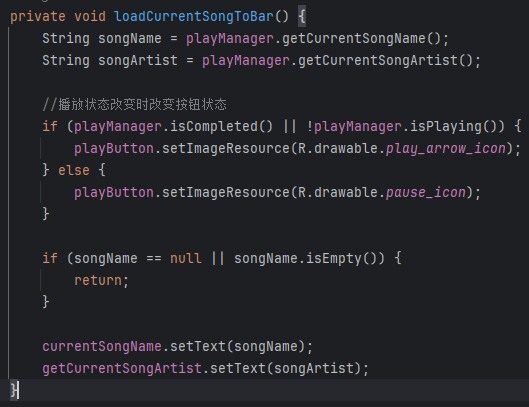 private void loadCurrentSongToBar() {
String songName = playManager.getCurrentSongName();
String songArtist = playManager.getCurrentSongArtist();
//播放状态改变时改变按钮状态
if (playManager.isCompleted() || !playManager.isPlaying()) {
playButton.setImageResource(R.drawable.play_arrow_icon);
} else {
playButton.setImageResource(R.drawable.pause_icon);
}
if (songName == null || songName.isEmpty()) {
return;
}
currentSongName.setText(songName);
getCurrentSongArtist.setText(songArtist);
}